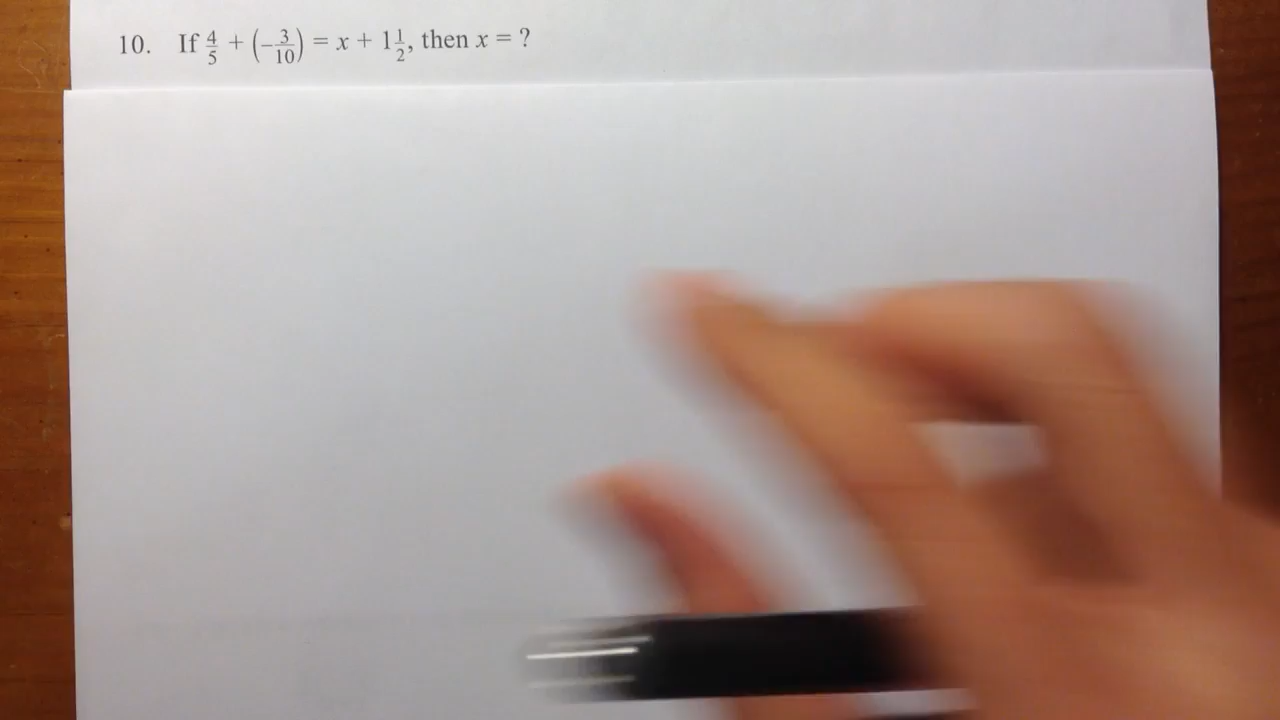 10. If 4/5 + (−3/10) = x + 1 1/2, then x = ?